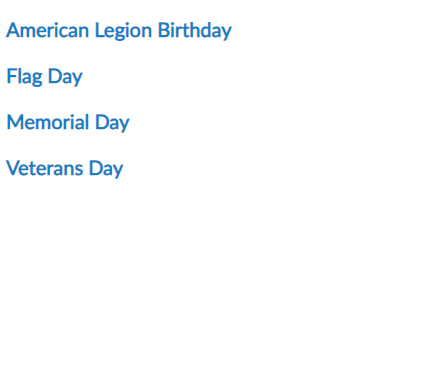 American Legion Birthday
Flag Day
Memorial Day
Veterans Day